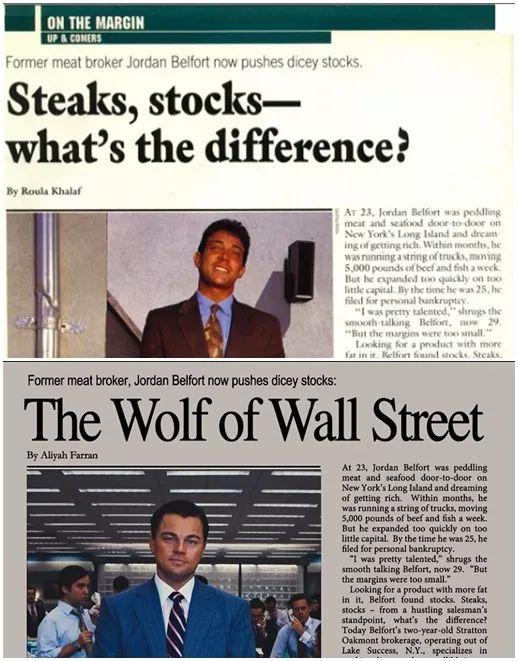 ON THE MARGIN
UP & COMERS
Former meat broker Jordan Belfort now pushes dicey stocks.
Steaks, stocks—
what's the difference?
By Roula Khalaf
AT 23, Jordan Belfort was peddling
meat and seafood door-to-door on
New York's Long Island and dream-
ing of getting rich. Within months, he
was running a string of trucks, moving
5,000 pounds of beef and fish a week.
But he expanded too quickly on too
little capital. By the time he was 25, he
filed for personal bankruptcy.
"I was pretty talented," shrugs the
smooth-talking Belfort, now 29.
"But the margins were too small."
Looking for a product with more
fat in it, Belfort found stocks. Steaks,
Former meat broker, Jordan Belfort now pushes dicey stocks:
The Wolf of Wall Street
By Aliyah Farran
At 23, Jordan Belfort was peddling
meat and seafood door-to-door on
New York's Long Island and dreaming
of getting rich. Within months, he
was running a string of trucks, moving
5,000 pounds of beef and fish a week.
But he expanded too quickly on too
little capital. By the time he was 25, he
filed for personal bankruptcy.
"I was pretty talented," shrugs the
smooth talking Belfort, now 29. "But
the margins were too small."
Looking for a product with more fat
in it, Belfort found stocks. Steaks,
stocks – from a hustling salesman's
standpoint, what's the difference?
Today Belfort's two-year-old Stratton
Oakmont brokerage, operating out of
Lake Success, N.Y., specializes in